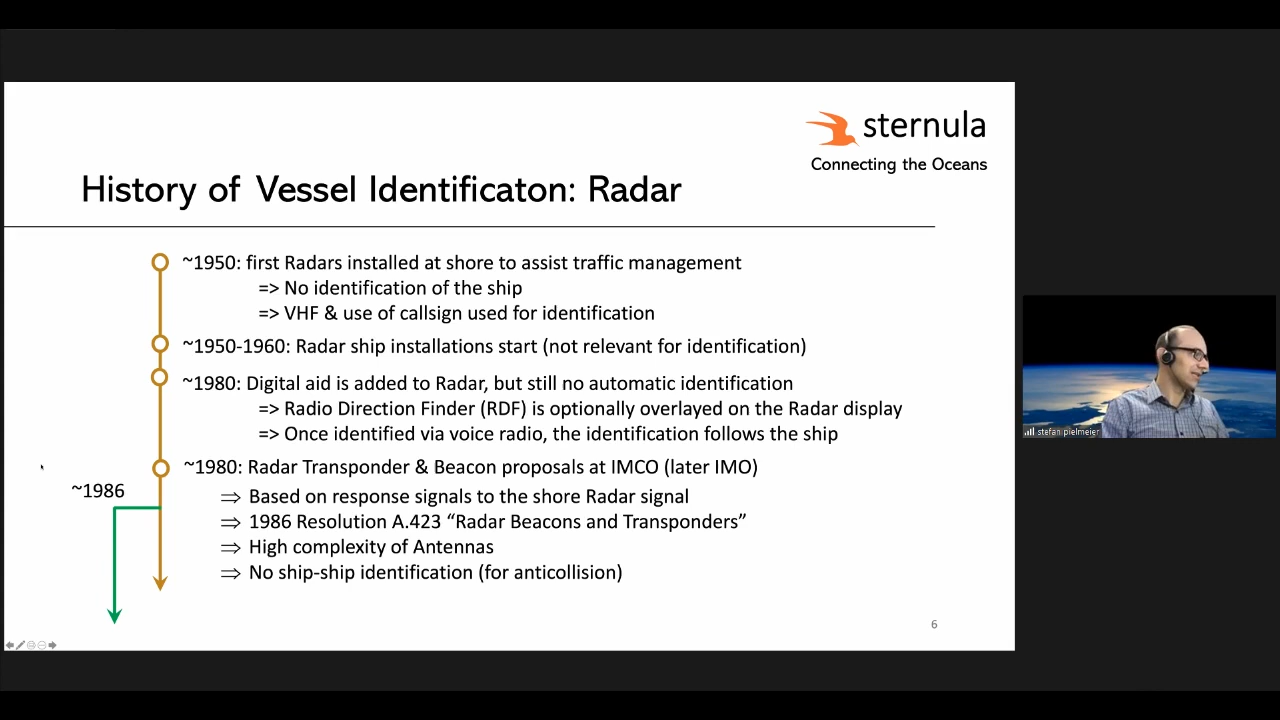 sternula
Connecting the Oceans
History of Vessel Identificaton: Radar
~1950: first Radars installed at shore to assist traffic management
=> No identification of the ship
=> VHF & use of callsign used for identification
~1950-1960: Radar ship installations start (not relevant for identification)
~1980: Digital aid is added to Radar, but still no automatic identification
=> Radio Direction Finder (RDF) is optionally overlayed on the Radar display
=> Once identified via voice radio, the identification follows the ship
~1980: Radar Transponder & Beacon proposals at IMCO (later IMO)
~1986
⇒ Based on response signals to the shore Radar signal
⇒ 1986 Resolution A.423 “Radar Beacons and Transponders”
⇒ High complexity of Antennas
⇒ No ship-ship identification (for anticollision)
6
stefan pielmeier